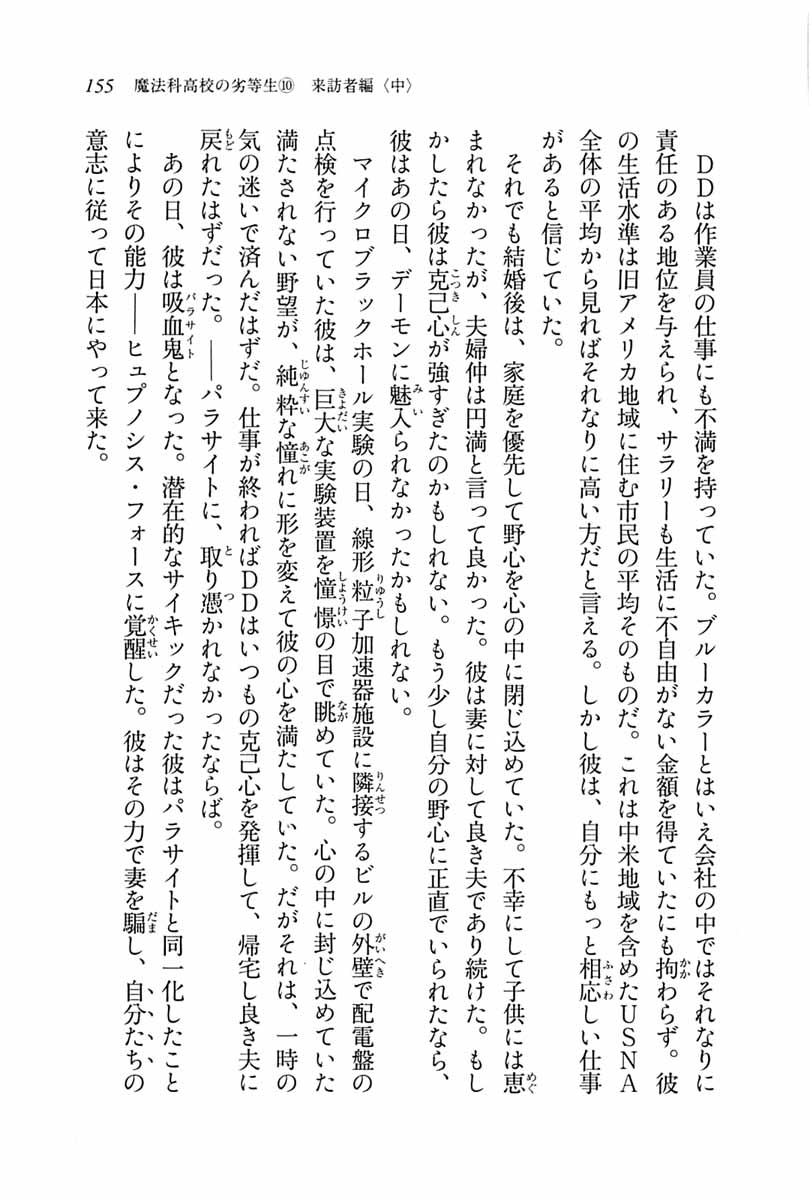 155　魔法科高校の劣等生⑩　来訪者編〈中〉
　ＤＤは作業員の仕事にも不満を持っていた。ブルーカラーとはいえ会社の中ではそれなりに
責任のある地位を与えられ、サラリーも生活に不自由がない金額を得ていたにも拘わらず。彼
の生活水準は旧アメリカ地域に住む市民の平均そのものだ。これは中米地域を含めたＵＳＮＡ
全体の平均から見ればそれなりに高い方だと言える。しかし彼は、自分にもっと相応しい仕事
があると信じていた。
　それでも結婚後は、家庭を優先して野心を心の中に閉じ込めていた。不幸にして子供には恵
まれなかったが、夫婦仲は円満と言って良かった。彼は妻に対して良き夫であり続けた。もし
かしたら彼は克己心が強すぎたのかもしれない。もう少し自分の野心に正直でいられたなら、
彼はあの日、デーモンに魅入られなかったかもしれない。
　マイクロブラックホール実験の日、線形粒子加速器施設に隣接するビルの外壁で配電盤の
点検を行っていた彼は、巨大な実験装置を憧憬の目で眺めていた。心の中に封じ込めていた
満たされない野望が、純粋な憧れに形を変えて彼の心を満たしていた。だがそれは、一時の
気の迷いで済んだはずだ。仕事が終わればＤＤはいつもの克己心を発揮して、帰宅し良き夫に
戻れたはずだった。――パラサイトに、取り憑かれなかったならば。
　あの日、彼は吸血鬼となった。潜在的なサイキックだった彼はパラサイトと同一化したこと
によりその能力――ヒュプノシス・フォースに覚醒した。彼はその力で妻を騙し、自分たちの
意志に従って日本にやって来た。